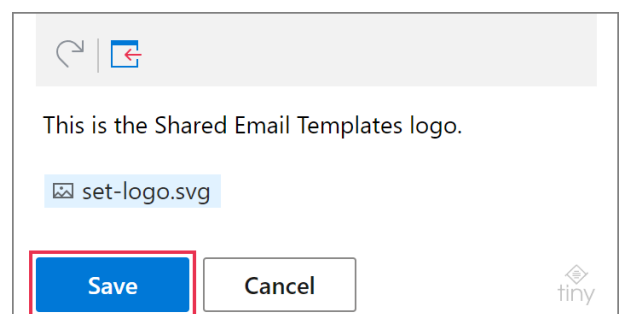 This is the Shared Email Templates logo.
set-logo.svg
Save Cancel
tiny